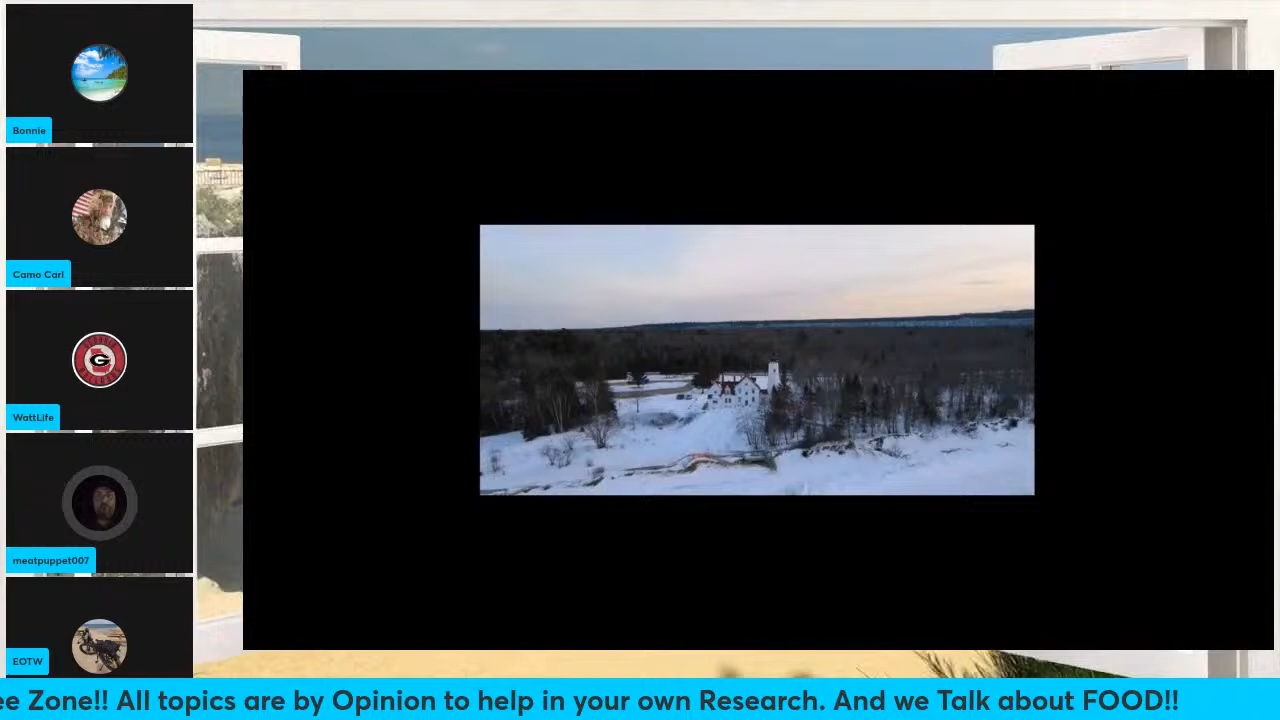 Bonnie
Camo Carl
G
WattLife
meatpuppet007
EOTW
ee Zone!! All topics are by Opinion to help in your own Research. And we Talk about FOOD!!